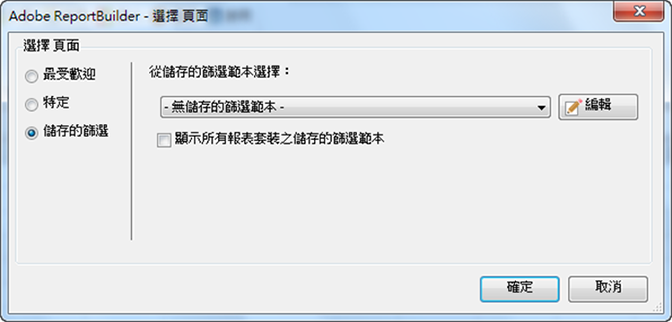 Adobe ReportBuilder - 選擇 頁面
選擇 頁面
最受歡迎
特定
儲存的篩選
從儲存的篩選範本選擇：
- 無儲存的篩選範本 -
編輯
顯示所有報表套裝之儲存的篩選範本
確定
取消